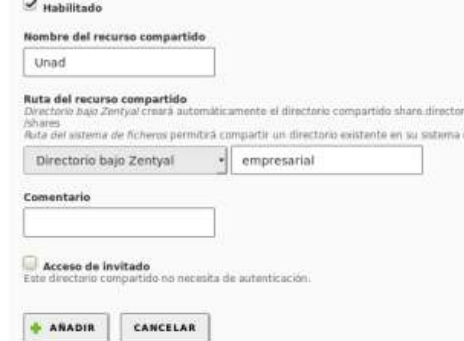 Habilitado
Nombre del recurso compartido
Unad
Ruta del recurso compartido
Directorio bajo Zentyal creará automáticamente el directorio compartido share.director
/shares
Ruta del sistema de ficheros permitirá compartir un directorio existente en su sistema
Directorio bajo Zentyal empresarial
Comentario
Acceso de invitado
Este directorio compartido no necesita de autenticación.
AÑADIR CANCELAR